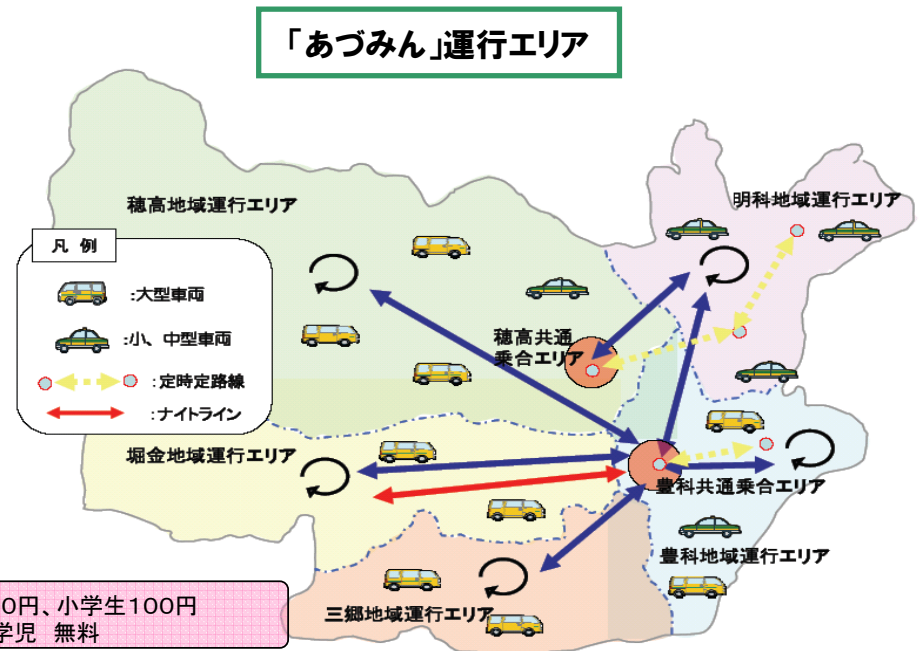 「あづみん」運行エリア
穂高地域運行エリア
明科地域運行エリア
凡 例
:大型車両
:小、中型車両
:定時定路線
:ナイトライン
穂高共通
乗合エリア
堀金地域運行エリア
豊科共通乗合エリア
豊科地域運行エリア
三郷地域運行エリア
0円、小学生100円
学児 無料